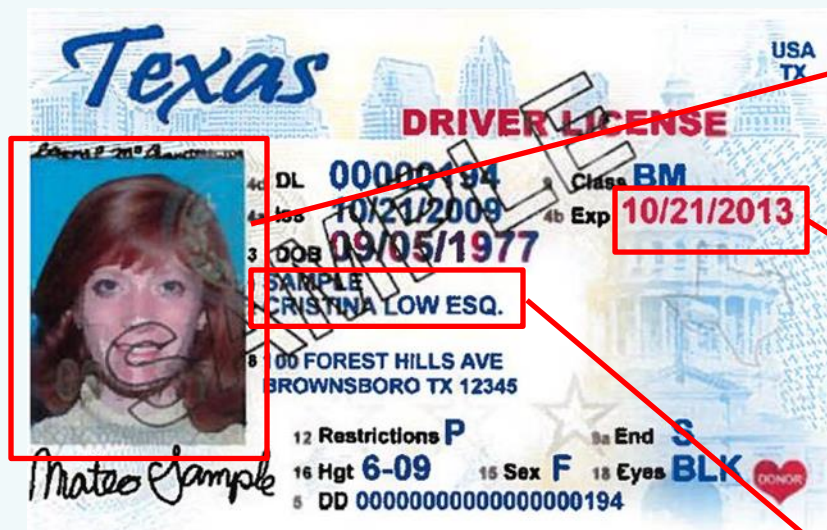 Texas
USA
TX
DRIVER LICENSE
4d DL 00000194 9 Class BM
4a Iss 10/21/2009 4b Exp 10/21/2013
3 DOB 09/05/1977
SAMPLE
CRISTINA LOW ESQ.
8 100 FOREST HILLS AVE
BROWNSBORO TX 12345
12 Restrictions P 9a End S
16 Hgt 6-09 15 Sex F 18 Eyes BLK
DONOR
5 DD 00000000000000000194
Mateo Sample
SAMPLE